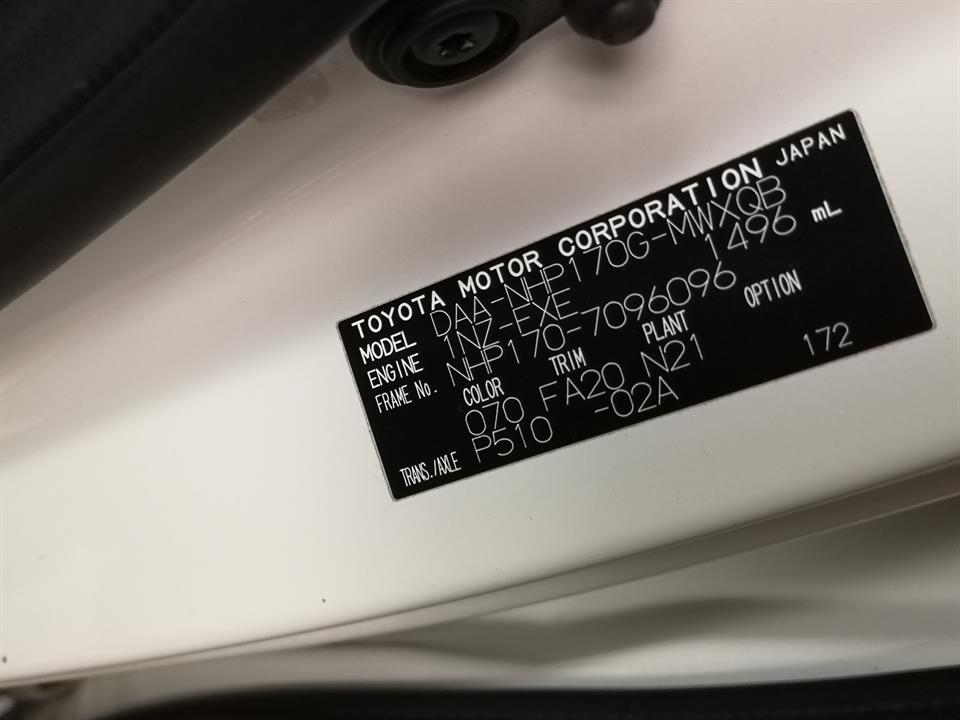 TOYOTA MOTOR CORPORATION JAPAN
MODEL DAA-NHP170G-MWXQB
ENGINE 1NZ-EXE 1496 mL
FRAME No. NHP170-7096096
COLOR TRIM PLANT OPTION
070 FA20 N21 172
TRANS./AXLE P510 -02A